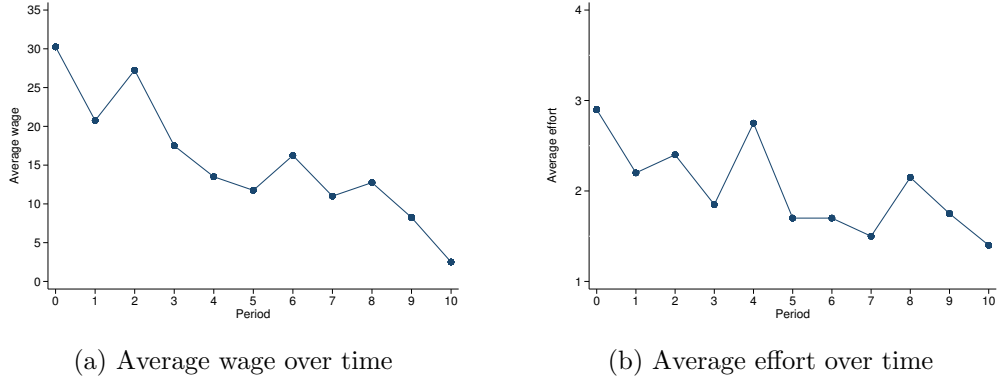 35
30
25
20
15
10
5
0
Average wage
0 1 2 3 4 5 6 7 8 9 10
Period
(a) Average wage over time
4
3
2
1
Average effort
0 1 2 3 4 5 6 7 8 9 10
Period
(b) Average effort over time